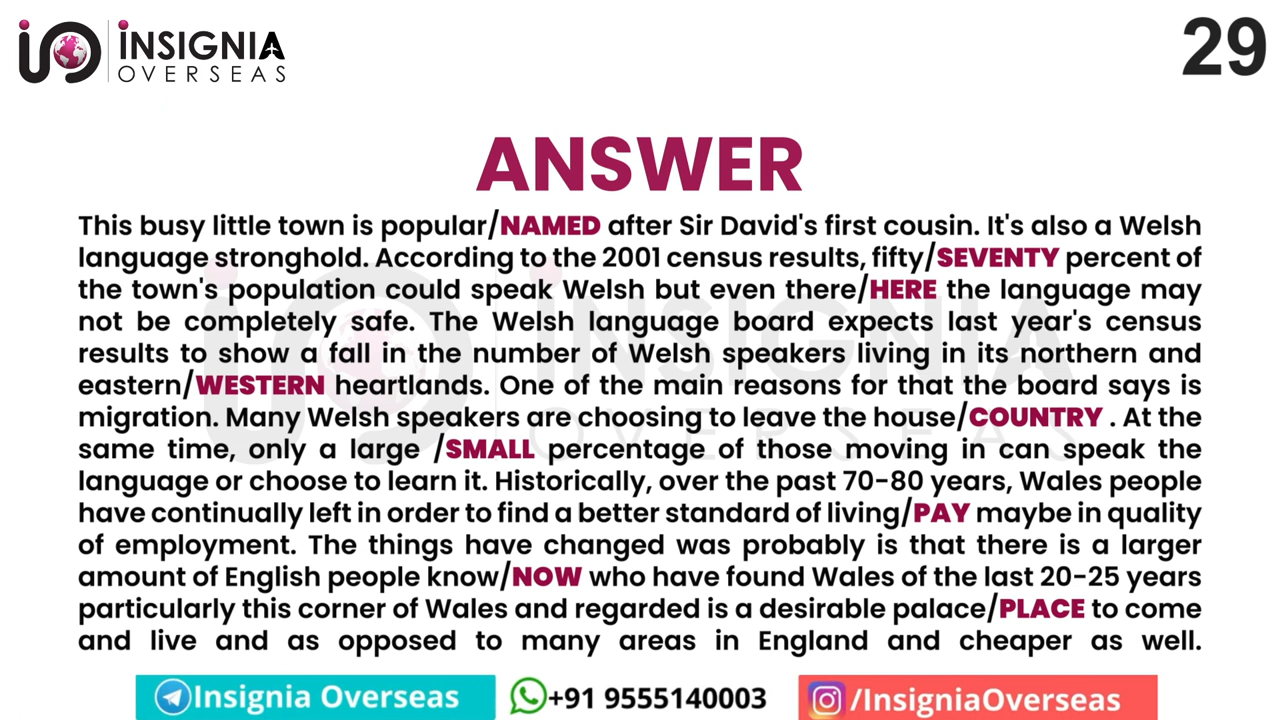 iNSIGNIA
OVERSEAS
29
ANSWER
This busy little town is popular/NAMED after Sir David's first cousin. It's also a Welsh
language stronghold. According to the 2001 census results, fifty/SEVENTY percent of
the town's population could speak Welsh but even there/HERE the language may
not be completely safe. The Welsh language board expects last year's census
results to show a fall in the number of Welsh speakers living in its northern and
eastern/WESTERN heartlands. One of the main reasons for that the board says is
migration. Many Welsh speakers are choosing to leave the house/COUNTRY . At the
same time, only a large /SMALL percentage of those moving in can speak the
language or choose to learn it. Historically, over the past 70-80 years, Wales people
have continually left in order to find a better standard of living/PAY maybe in quality
of employment. The things have changed was probably is that there is a larger
amount of English people know/NOW who have found Wales of the last 20-25 years
particularly this corner of Wales and regarded is a desirable palace/PLACE to come
and live and as opposed to many areas in England and cheaper as well.
Insignia Overseas
+91 9555140003
/InsigniaOverseas